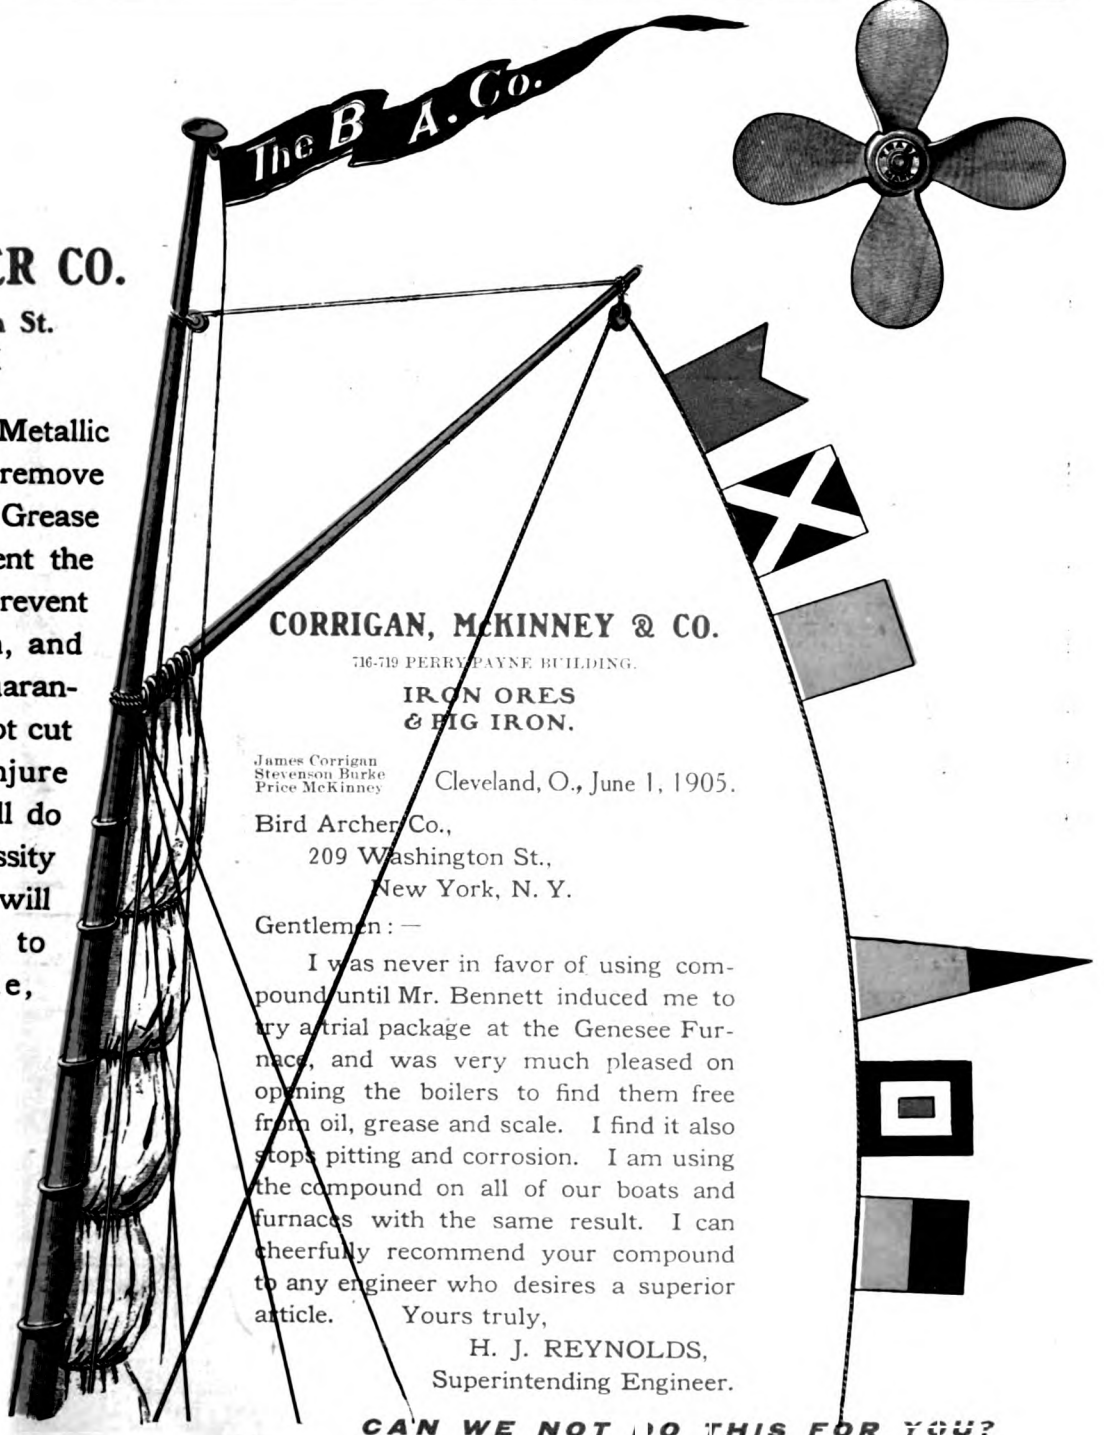 The B A. Co.
ER CO.
St.
Metallic
remove
Grease
ent the
revent
, and
uaran-
ot cut
njure
ll do
ssity
will
to
e,
CORRIGAN, McKINNEY & CO.
716-719 PERRY PAYNE BUILDING.
IRON ORES
& PIG IRON.
James Corrigan
Stevenson Burke
Price McKinney
Cleveland, O., June 1, 1905.
Bird Archer Co.,
209 Washington St.,
New York, N. Y.
Gentlemen : —
I was never in favor of using com-
pound until Mr. Bennett induced me to
try a trial package at the Genesee Fur-
nace, and was very much pleased on
opening the boilers to find them free
from oil, grease and scale. I find it also
stops pitting and corrosion. I am using
the compound on all of our boats and
furnaces with the same result. I can
cheerfully recommend your compound
to any engineer who desires a superior
article. Yours truly,
H. J. REYNOLDS,
Superintending Engineer.
CAN WE NOT DO THIS FOR YOU?